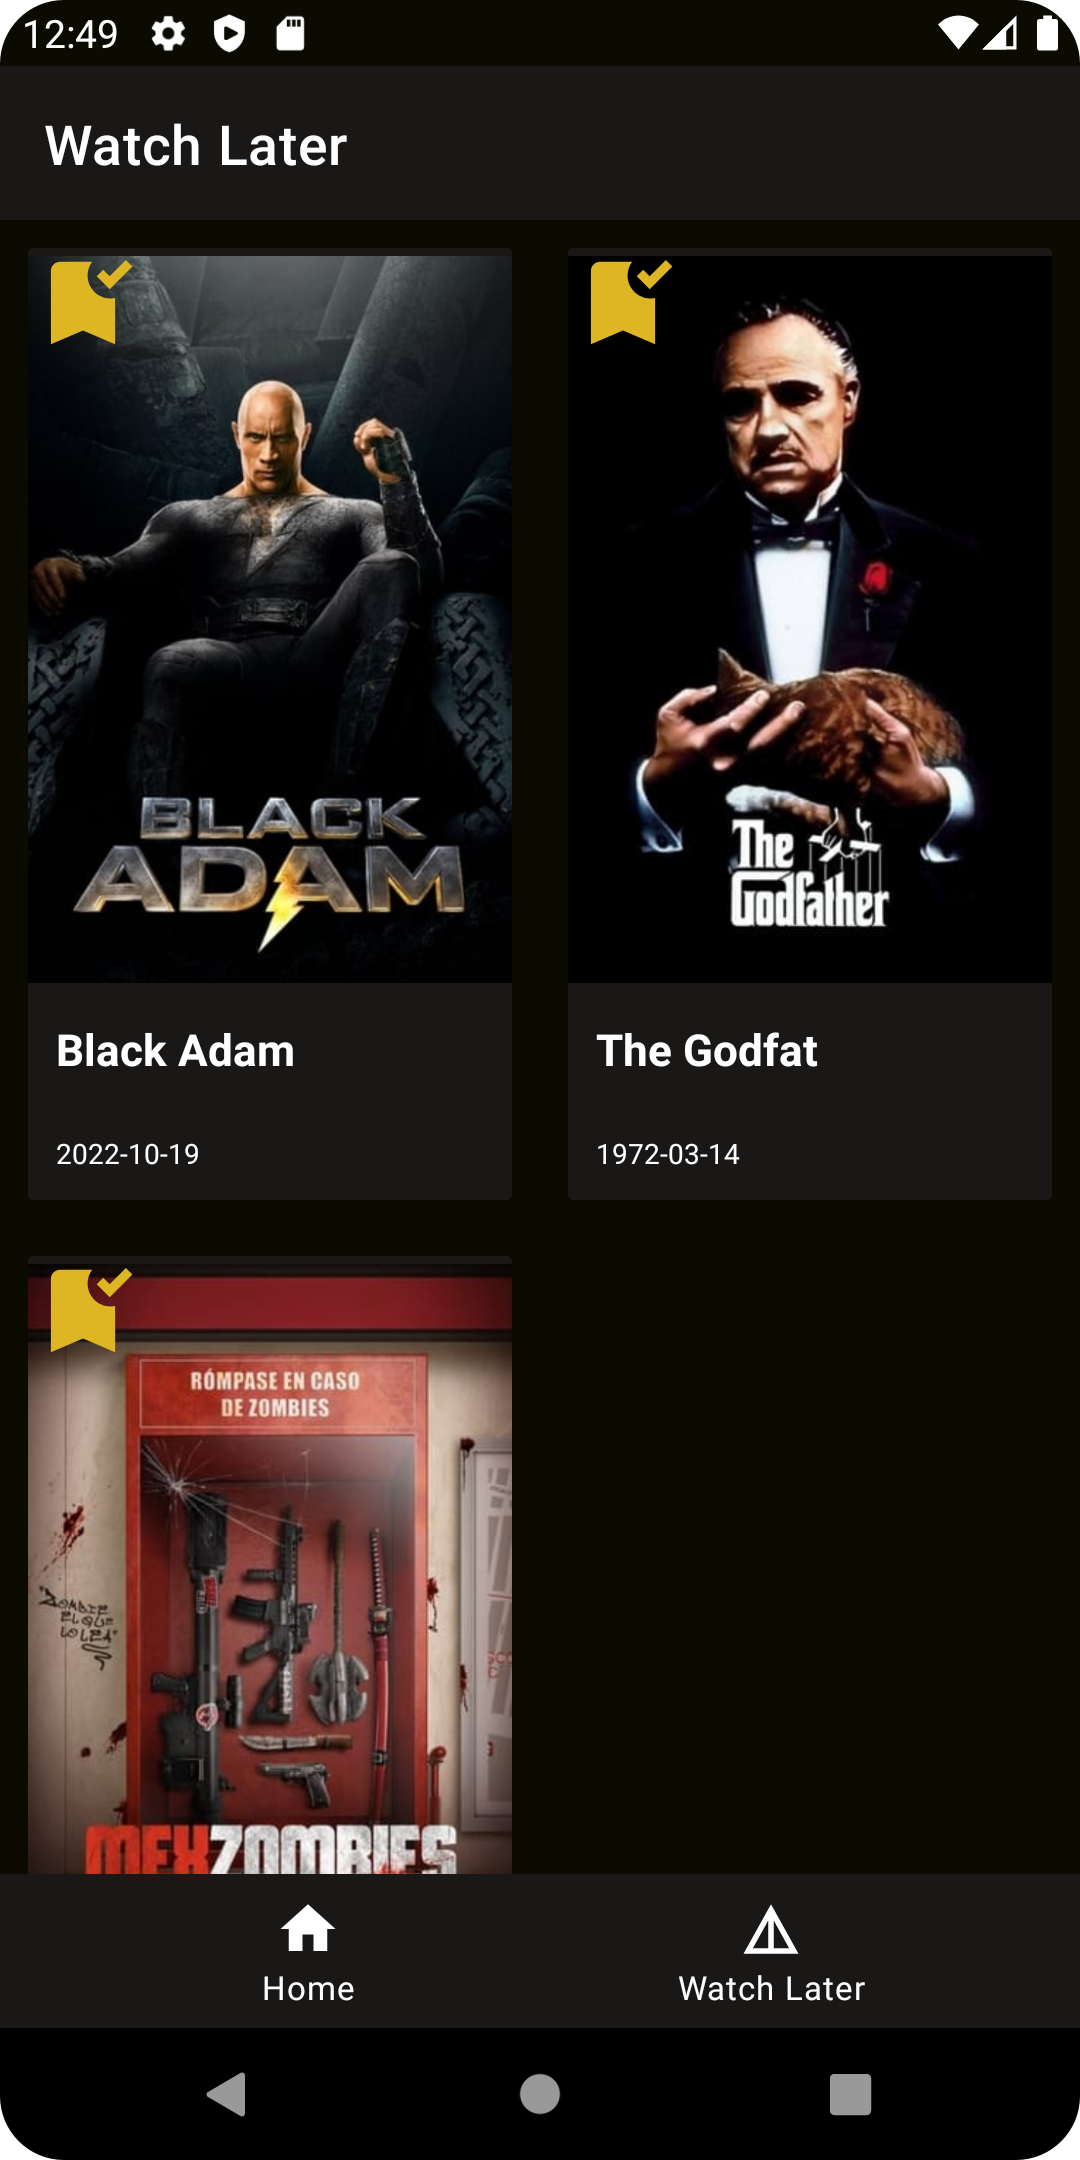 12:49
Watch Later
BLACK
ADAM
The
Godfather
Black Adam
The Godfat
2022-10-19
1972-03-14
RÓMPASE EN CASO
DE ZOMBIES
ZOMBIE
EL QUE
LO LEA
MEXZOMBIES
Home
Watch Later